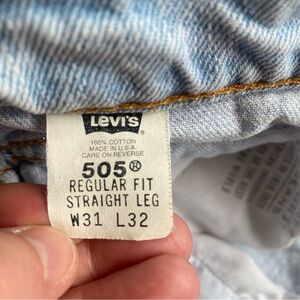 Levi's
100% COTTON
MADE IN U.S.A
CARE ON REVERSE
505®
REGULAR FIT
STRAIGHT LEG
W31 L32